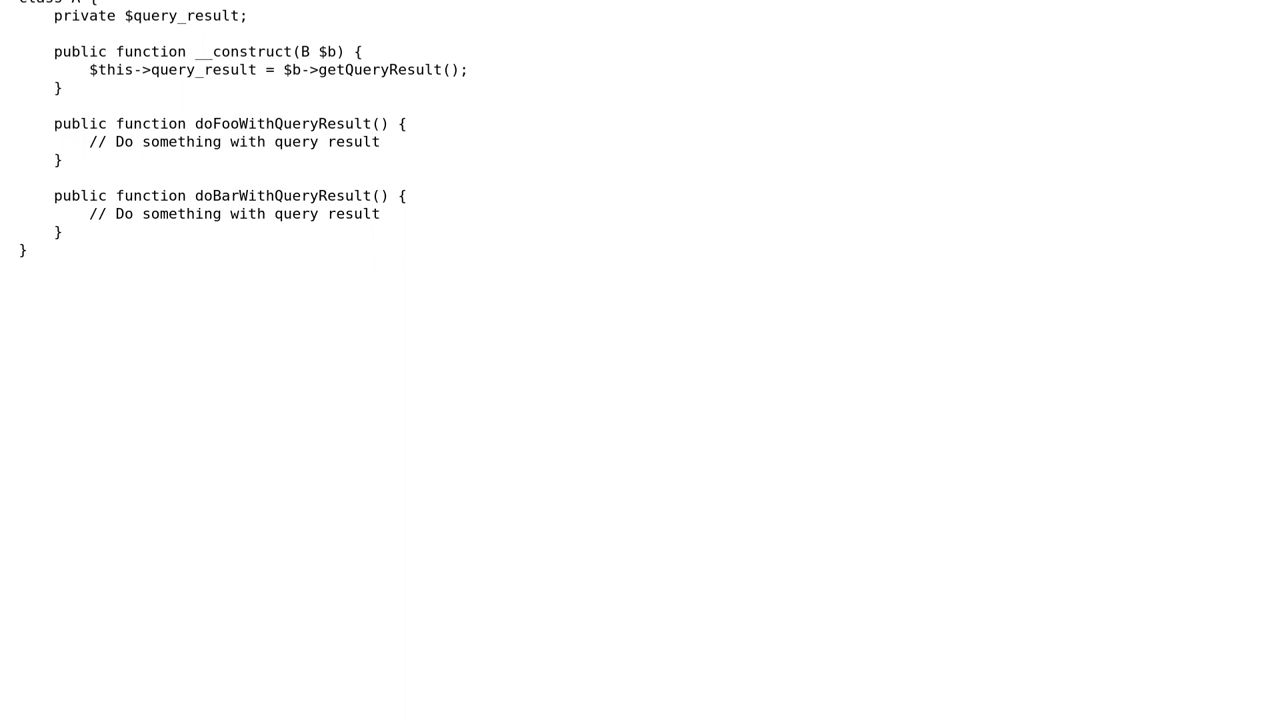 class A {
    private $query_result;

    public function __construct(B $b) {
        $this->query_result = $b->getQueryResult();
    }

    public function doFooWithQueryResult() {
        // Do something with query result
    }

    public function doBarWithQueryResult() {
        // Do something with query result
    }
}